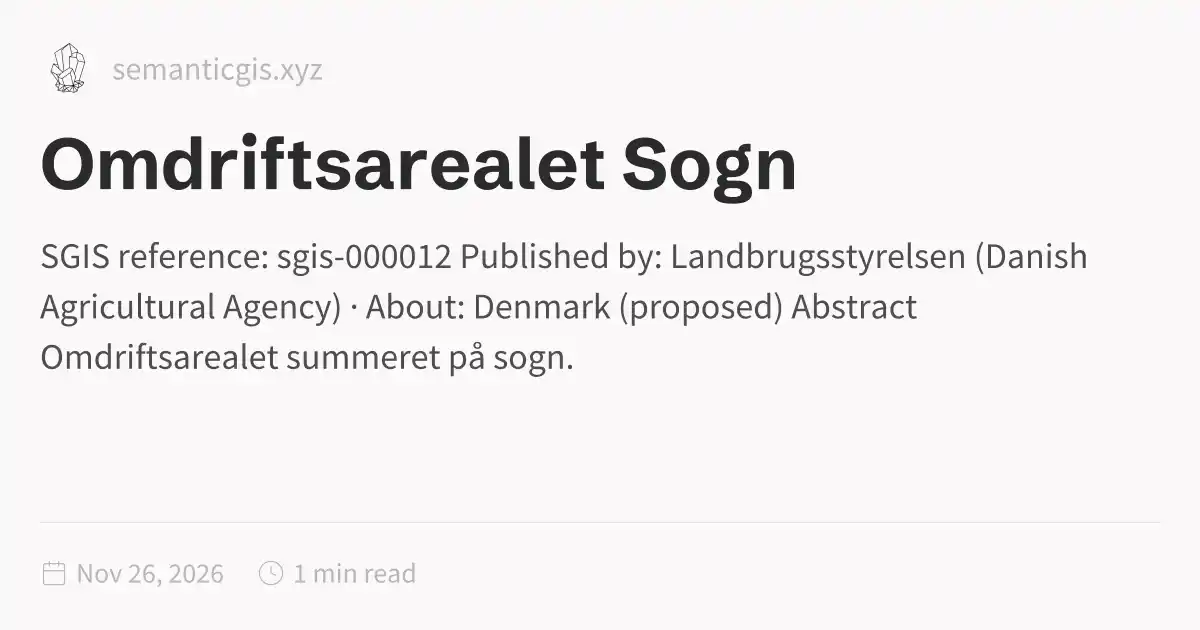 semanticgis.xyz
Omdriftsarealet Sogn
SGIS reference: sgis-000012 Published by: Landbrugsstyrelsen (Danish
Agricultural Agency) · About: Denmark (proposed) Abstract
Omdriftsarealet summeret på sogn.
Nov 26, 2026 1 min read